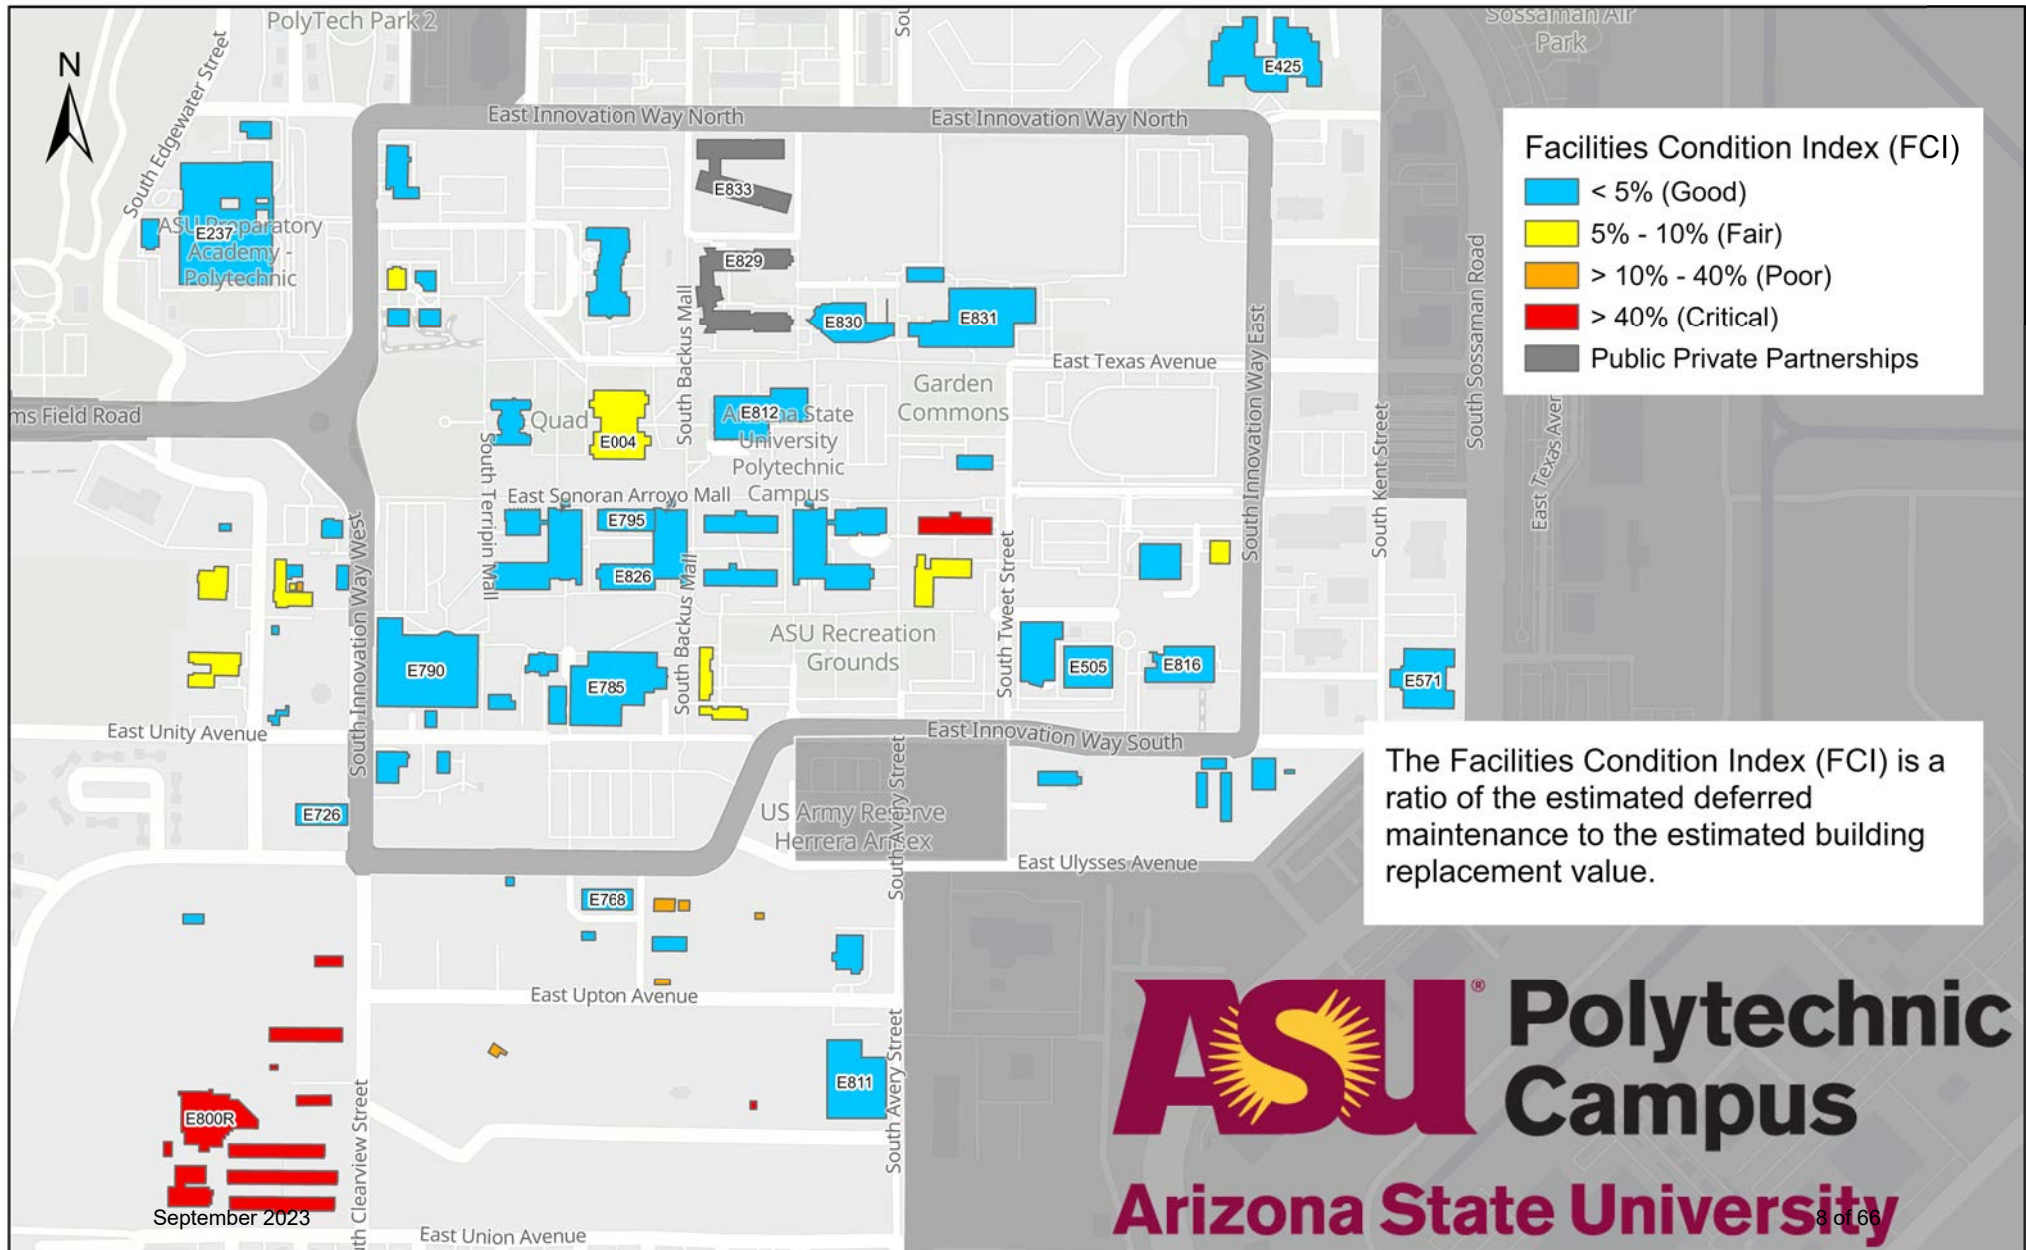 PolyTech Park 2
Sossaman Air
Park
N
South Edgewater Street
East Innovation Way North
East Innovation Way North
E425
Facilities Condition Index (FCI)
< 5% (Good)
5% - 10% (Fair)
> 10% - 40% (Poor)
> 40% (Critical)
Public Private Partnerships
E833
ASU Preparatory
E237
Academy -
Polytechnic
E829
E830
E831
South Backus Mall
South Innovation Way East
South Sossaman Road
East Texas Avenue
Garden
Commons
ms Field Road
Quad
E004
E812
Arizona State
University
Polytechnic
Campus
South Kent Street
East Texas Aven
South Terripin Mall
East Sonoran Arroyo Mall
E795
E826
South Innovation Way West
South Backus Mall
South Tweet Street
ASU Recreation
Grounds
E790
E785
E505
E816
E571
East Unity Avenue
East Innovation Way South
The Facilities Condition Index (FCI) is a
ratio of the estimated deferred
maintenance to the estimated building
replacement value.
E726
US Army Reserve
Herrera Annex
South Avery Street
East Ulysses Avenue
E768
East Upton Avenue
E811
South Avery Street
E800R
uth Clearview Street
East Union Avenue
September 2023
ASU®
Polytechnic
Campus
Arizona State University
8 of 66